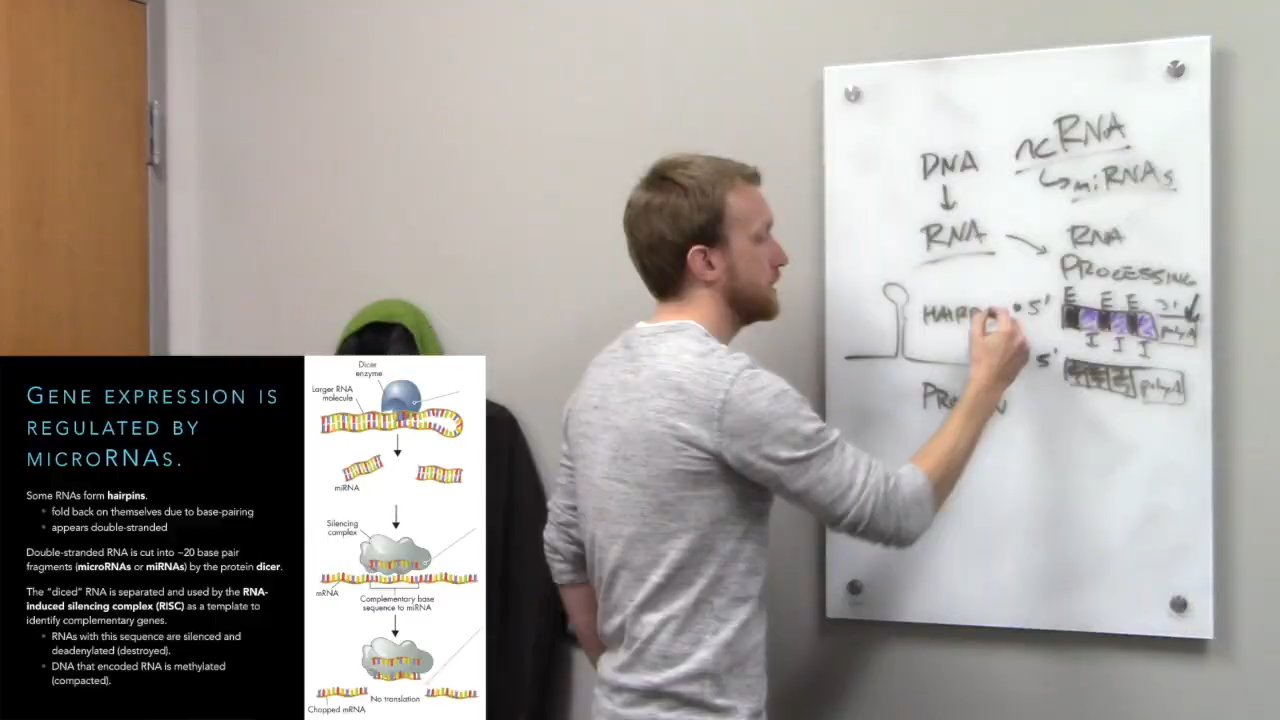 GENE EXPRESSION IS
REGULATED BY
MICRORNAS.
Some RNAs form hairpins.
• fold back on themselves due to base-pairing
• appears double-stranded
Double-stranded RNA is cut into ~20 base pair
fragments (microRNAs or miRNAs) by the protein dicer.
The "diced" RNA is separated and used by the RNA-
induced silencing complex (RISC) as a template to
identify complementary genes.
• RNAs with this sequence are silenced and
deadenylated (destroyed).
• DNA that encoded RNA is methylated
(compacted).
Dicer
enzyme
Larger RNA
molecule
miRNA
Silencing
complex
mRNA
Complementary base
sequence to miRNA
No translation
Chopped mRNA
DNA
ncRNA
miRNAs
RNA
RNA
PROCESSING
E E E 3'
HAIRP
5'
polyA
I I I
5'
polyA